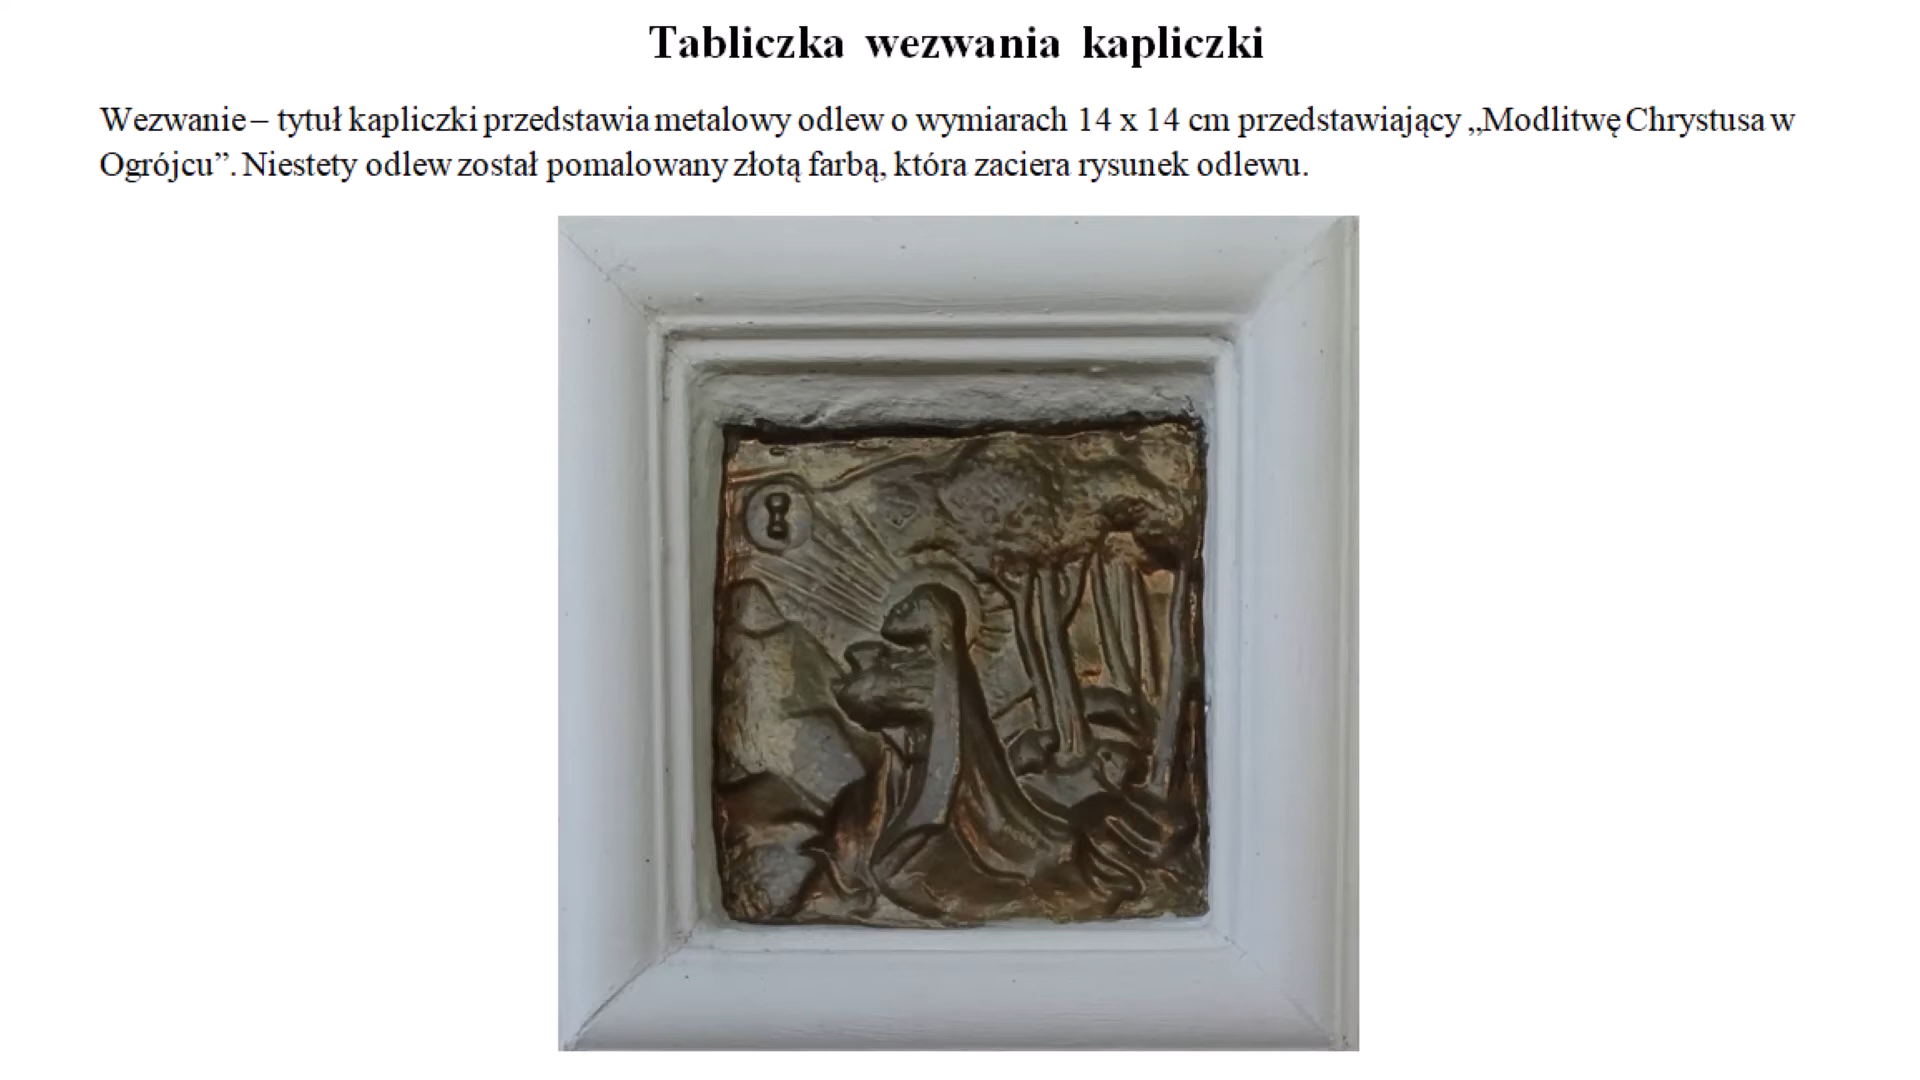 Tabliczka wezwania kapliczki
Wezwanie – tytuł kapliczki przedstawia metalowy odlew o wymiarach 14 x 14 cm przedstawiający „Modlitwę Chrystusa w
Ogrójcu”. Niestety odlew został pomalowany złotą farbą, która zaciera rysunek odlewu.